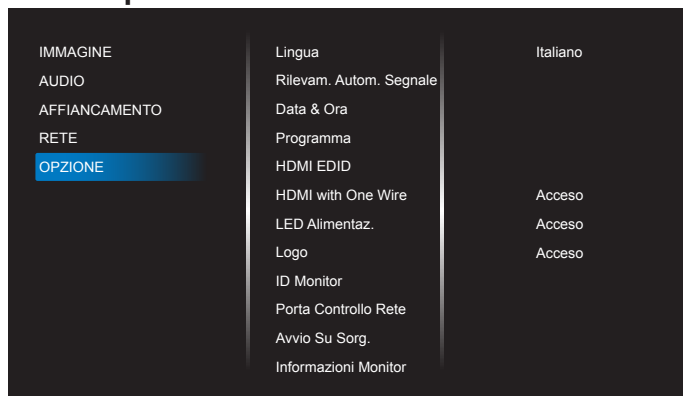 IMMAGINE
AUDIO
AFFIANCAMENTO
RETE
OPZIONE
Lingua Italiano
Rilevam. Autom. Segnale
Data & Ora
Programma
HDMI EDID
HDMI with One Wire Acceso
LED Alimentaz. Acceso
Logo Acceso
ID Monitor
Porta Controllo Rete
Avvio Su Sorg.
Informazioni Monitor